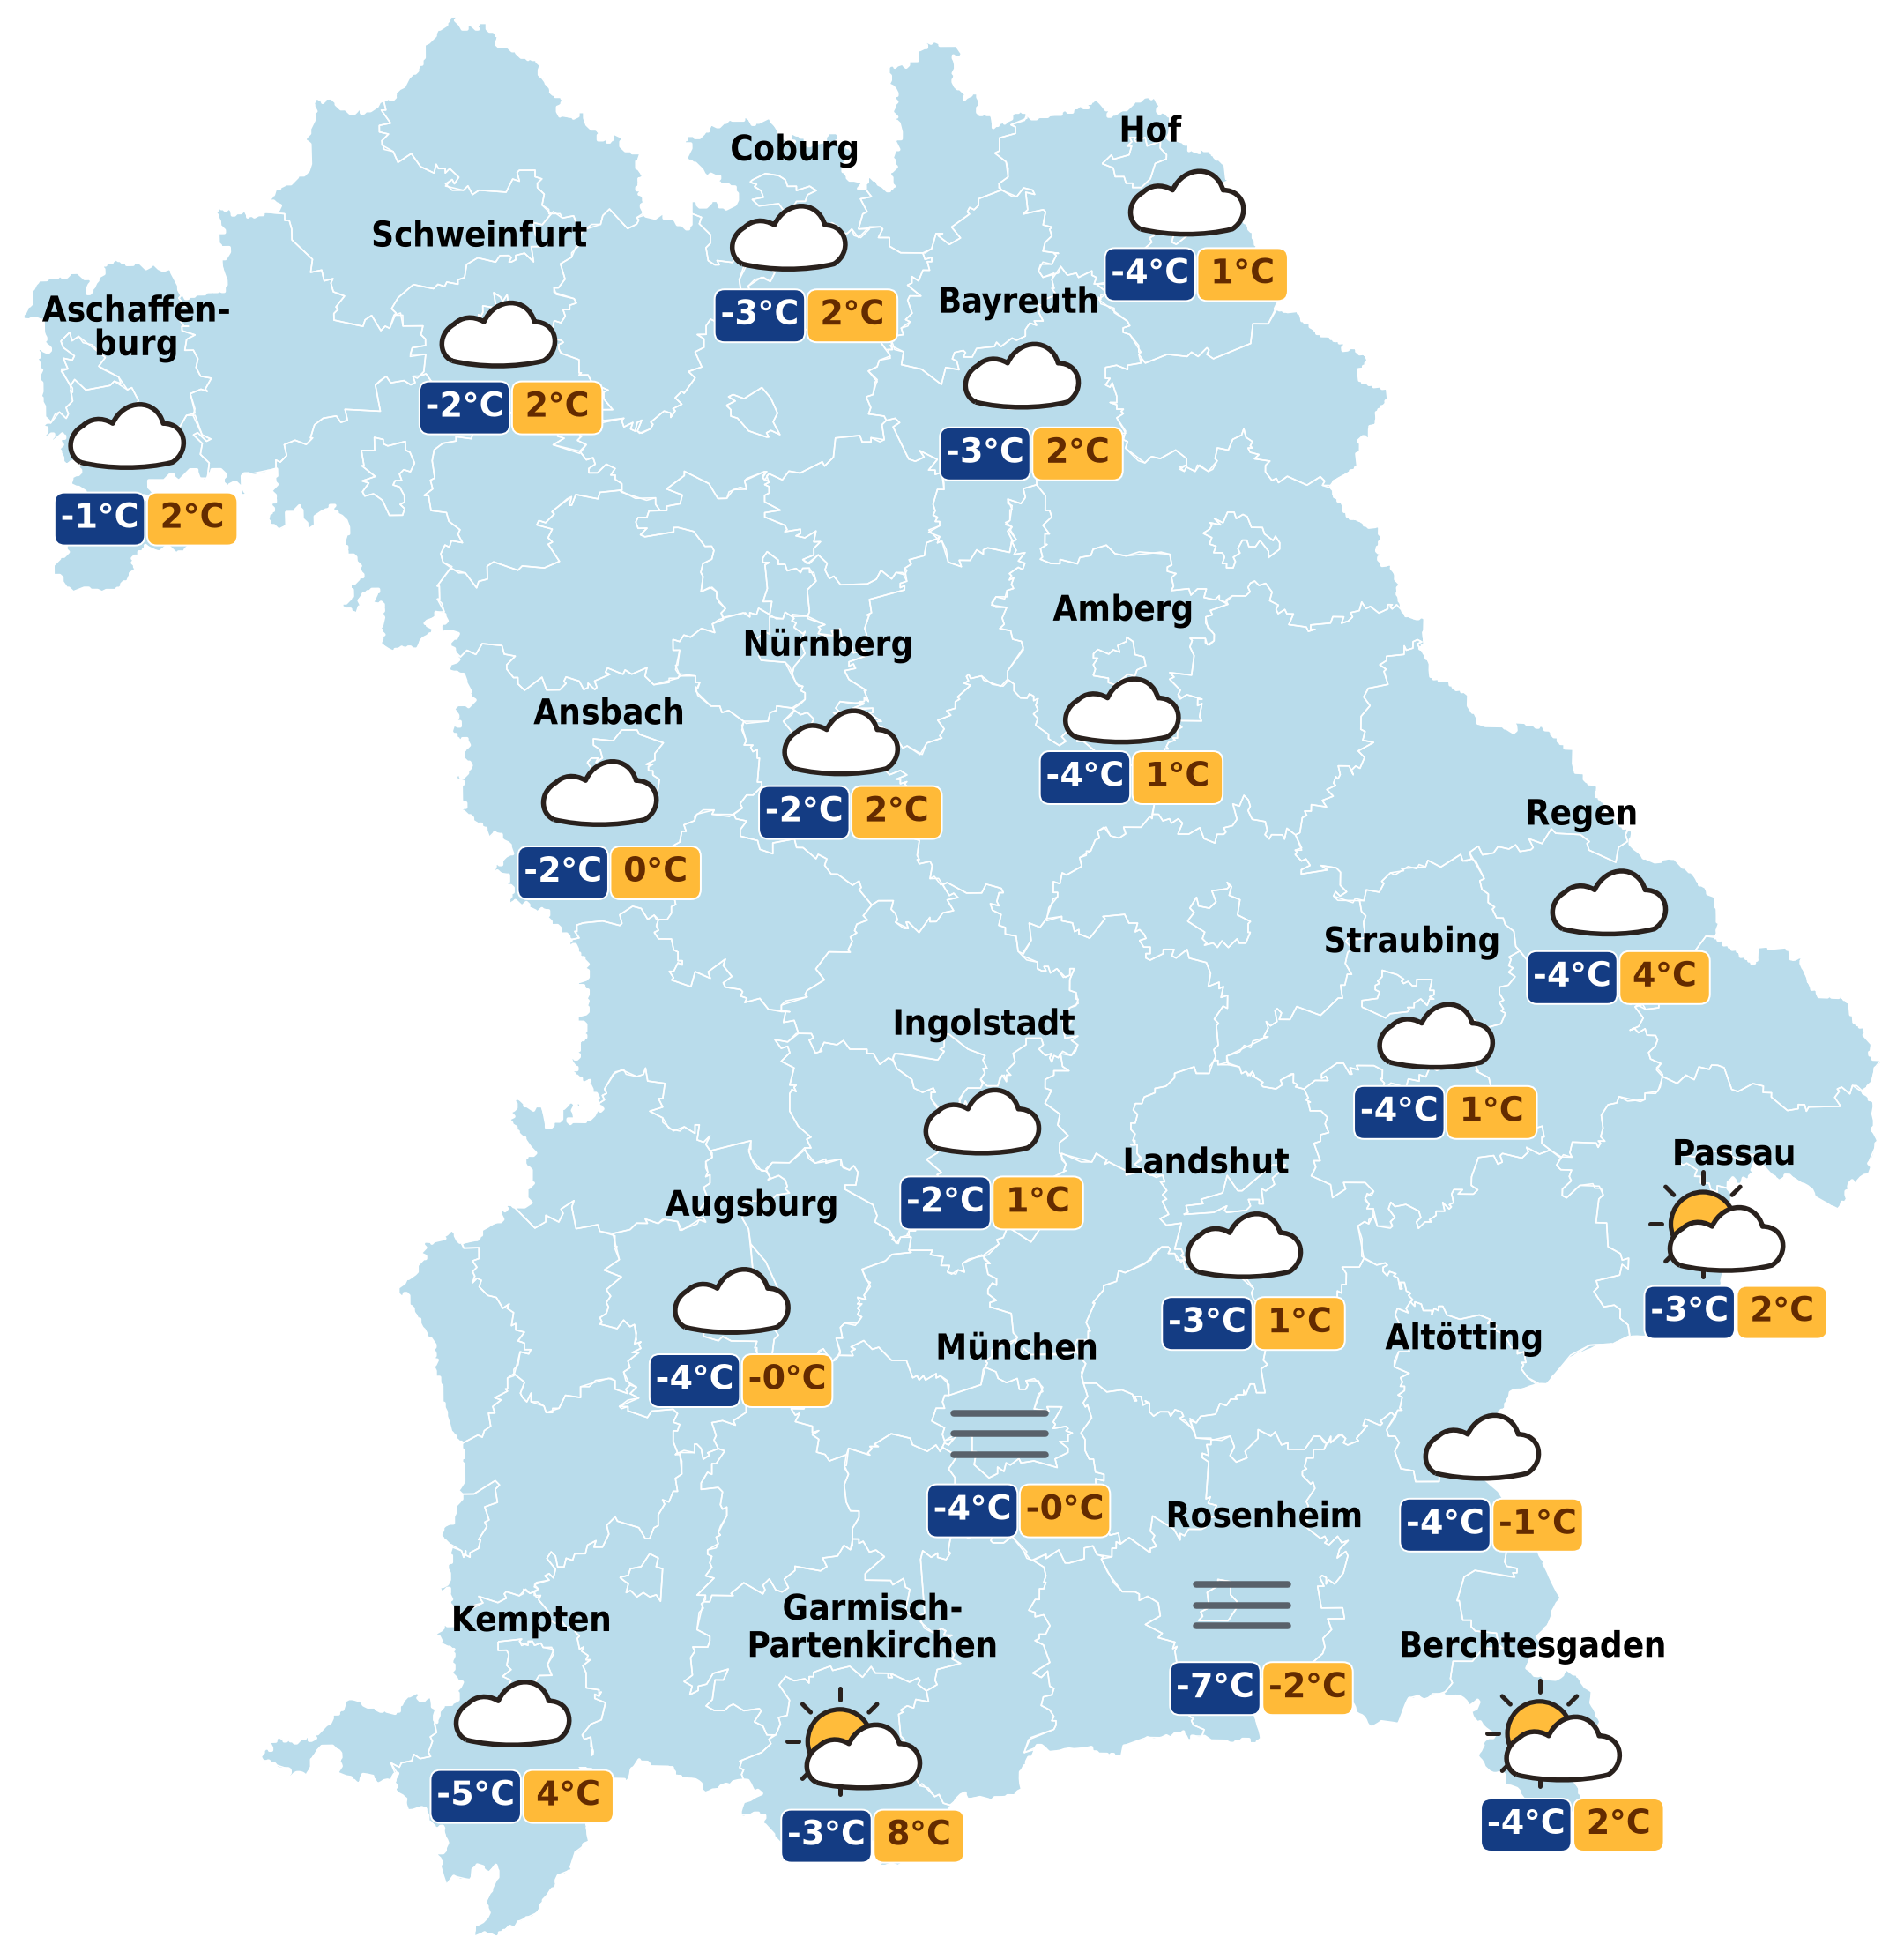 Hof
-4°C 1°C
Coburg
-3°C 2°C
Schweinfurt
-2°C 2°C
Bayreuth
-3°C 2°C
Aschaffen-
burg
-1°C 2°C
Amberg
-4°C 1°C
Nürnberg
-2°C 2°C
Ansbach
-2°C 0°C
Regen
-4°C 4°C
Straubing
-4°C 1°C
Ingolstadt
-2°C 1°C
Passau
-3°C 2°C
Landshut
-3°C 1°C
Augsburg
-4°C -0°C
Altötting
-4°C -1°C
München
-4°C -0°C
Rosenheim
-7°C -2°C
Garmisch-
Partenkirchen
-3°C 8°C
Kempten
-5°C 4°C
Berchtesgaden
-4°C 2°C